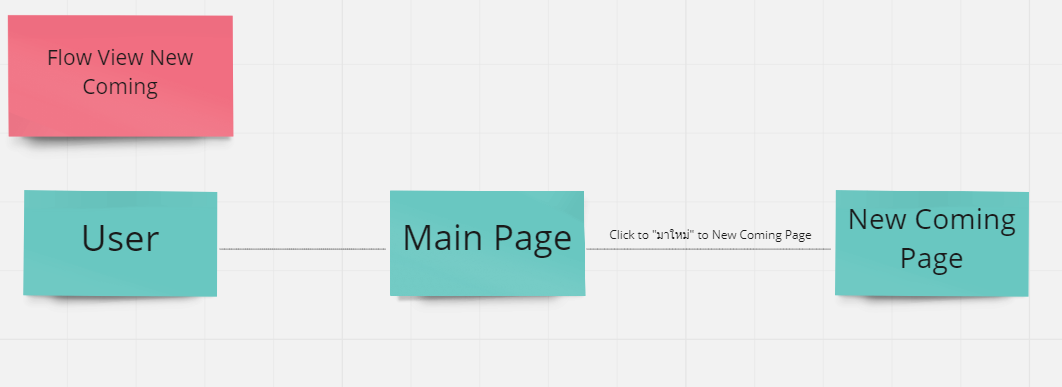 Flow View New
Coming
User
Main Page
Click to "มาใหม่" to New Coming Page
New Coming
Page